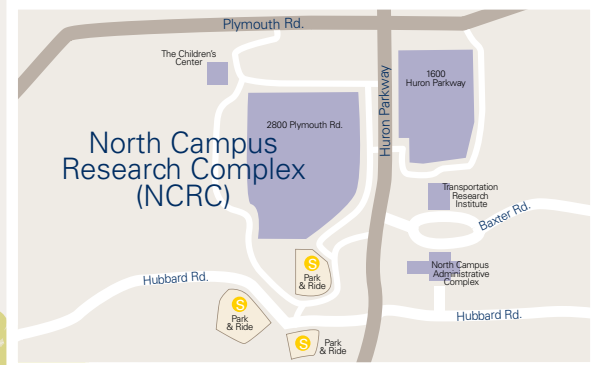 Plymouth Rd.
The Children's
Center
Huron Parkway
1600
Huron Parkway
2800 Plymouth Rd.
North Campus
Research Complex
(NCRC)
Transportation
Research
Institute
Baxter Rd.
North Campus
Administrative
Complex
Hubbard Rd.
S
Park
& Ride
S
Park
& Ride
Hubbard Rd.
S
Park
& Ride